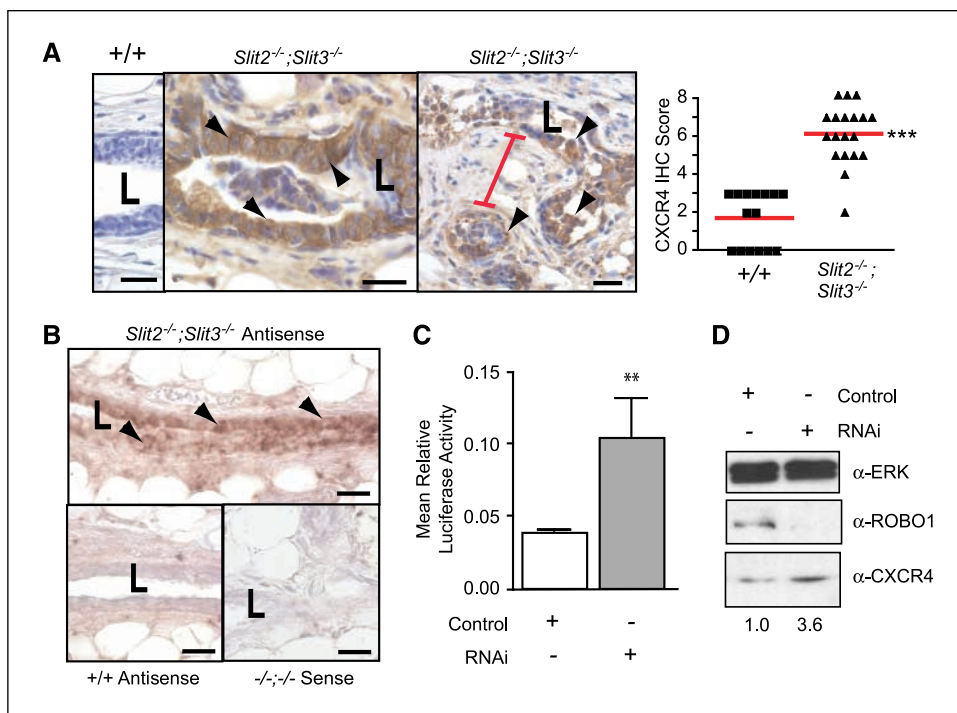 A
+/+
Slit2-/-;Slit3-/-
Slit2-/-;Slit3-/-
L
L
L
CXCR4 IHC Score
8
6
4
2
0
***
+/+
Slit2-/-;
Slit3-/-
B
Slit2-/-;Slit3-/- Antisense
L
L
L
+/+ Antisense
-/-;-/- Sense
C
Mean Relative
Luciferase Activity
0.15
0.10
0.05
0.00
**
Control + -
RNAi - +
D
+ - Control
- + RNAi
α-ERK
α-ROBO1
α-CXCR4
1.0 3.6